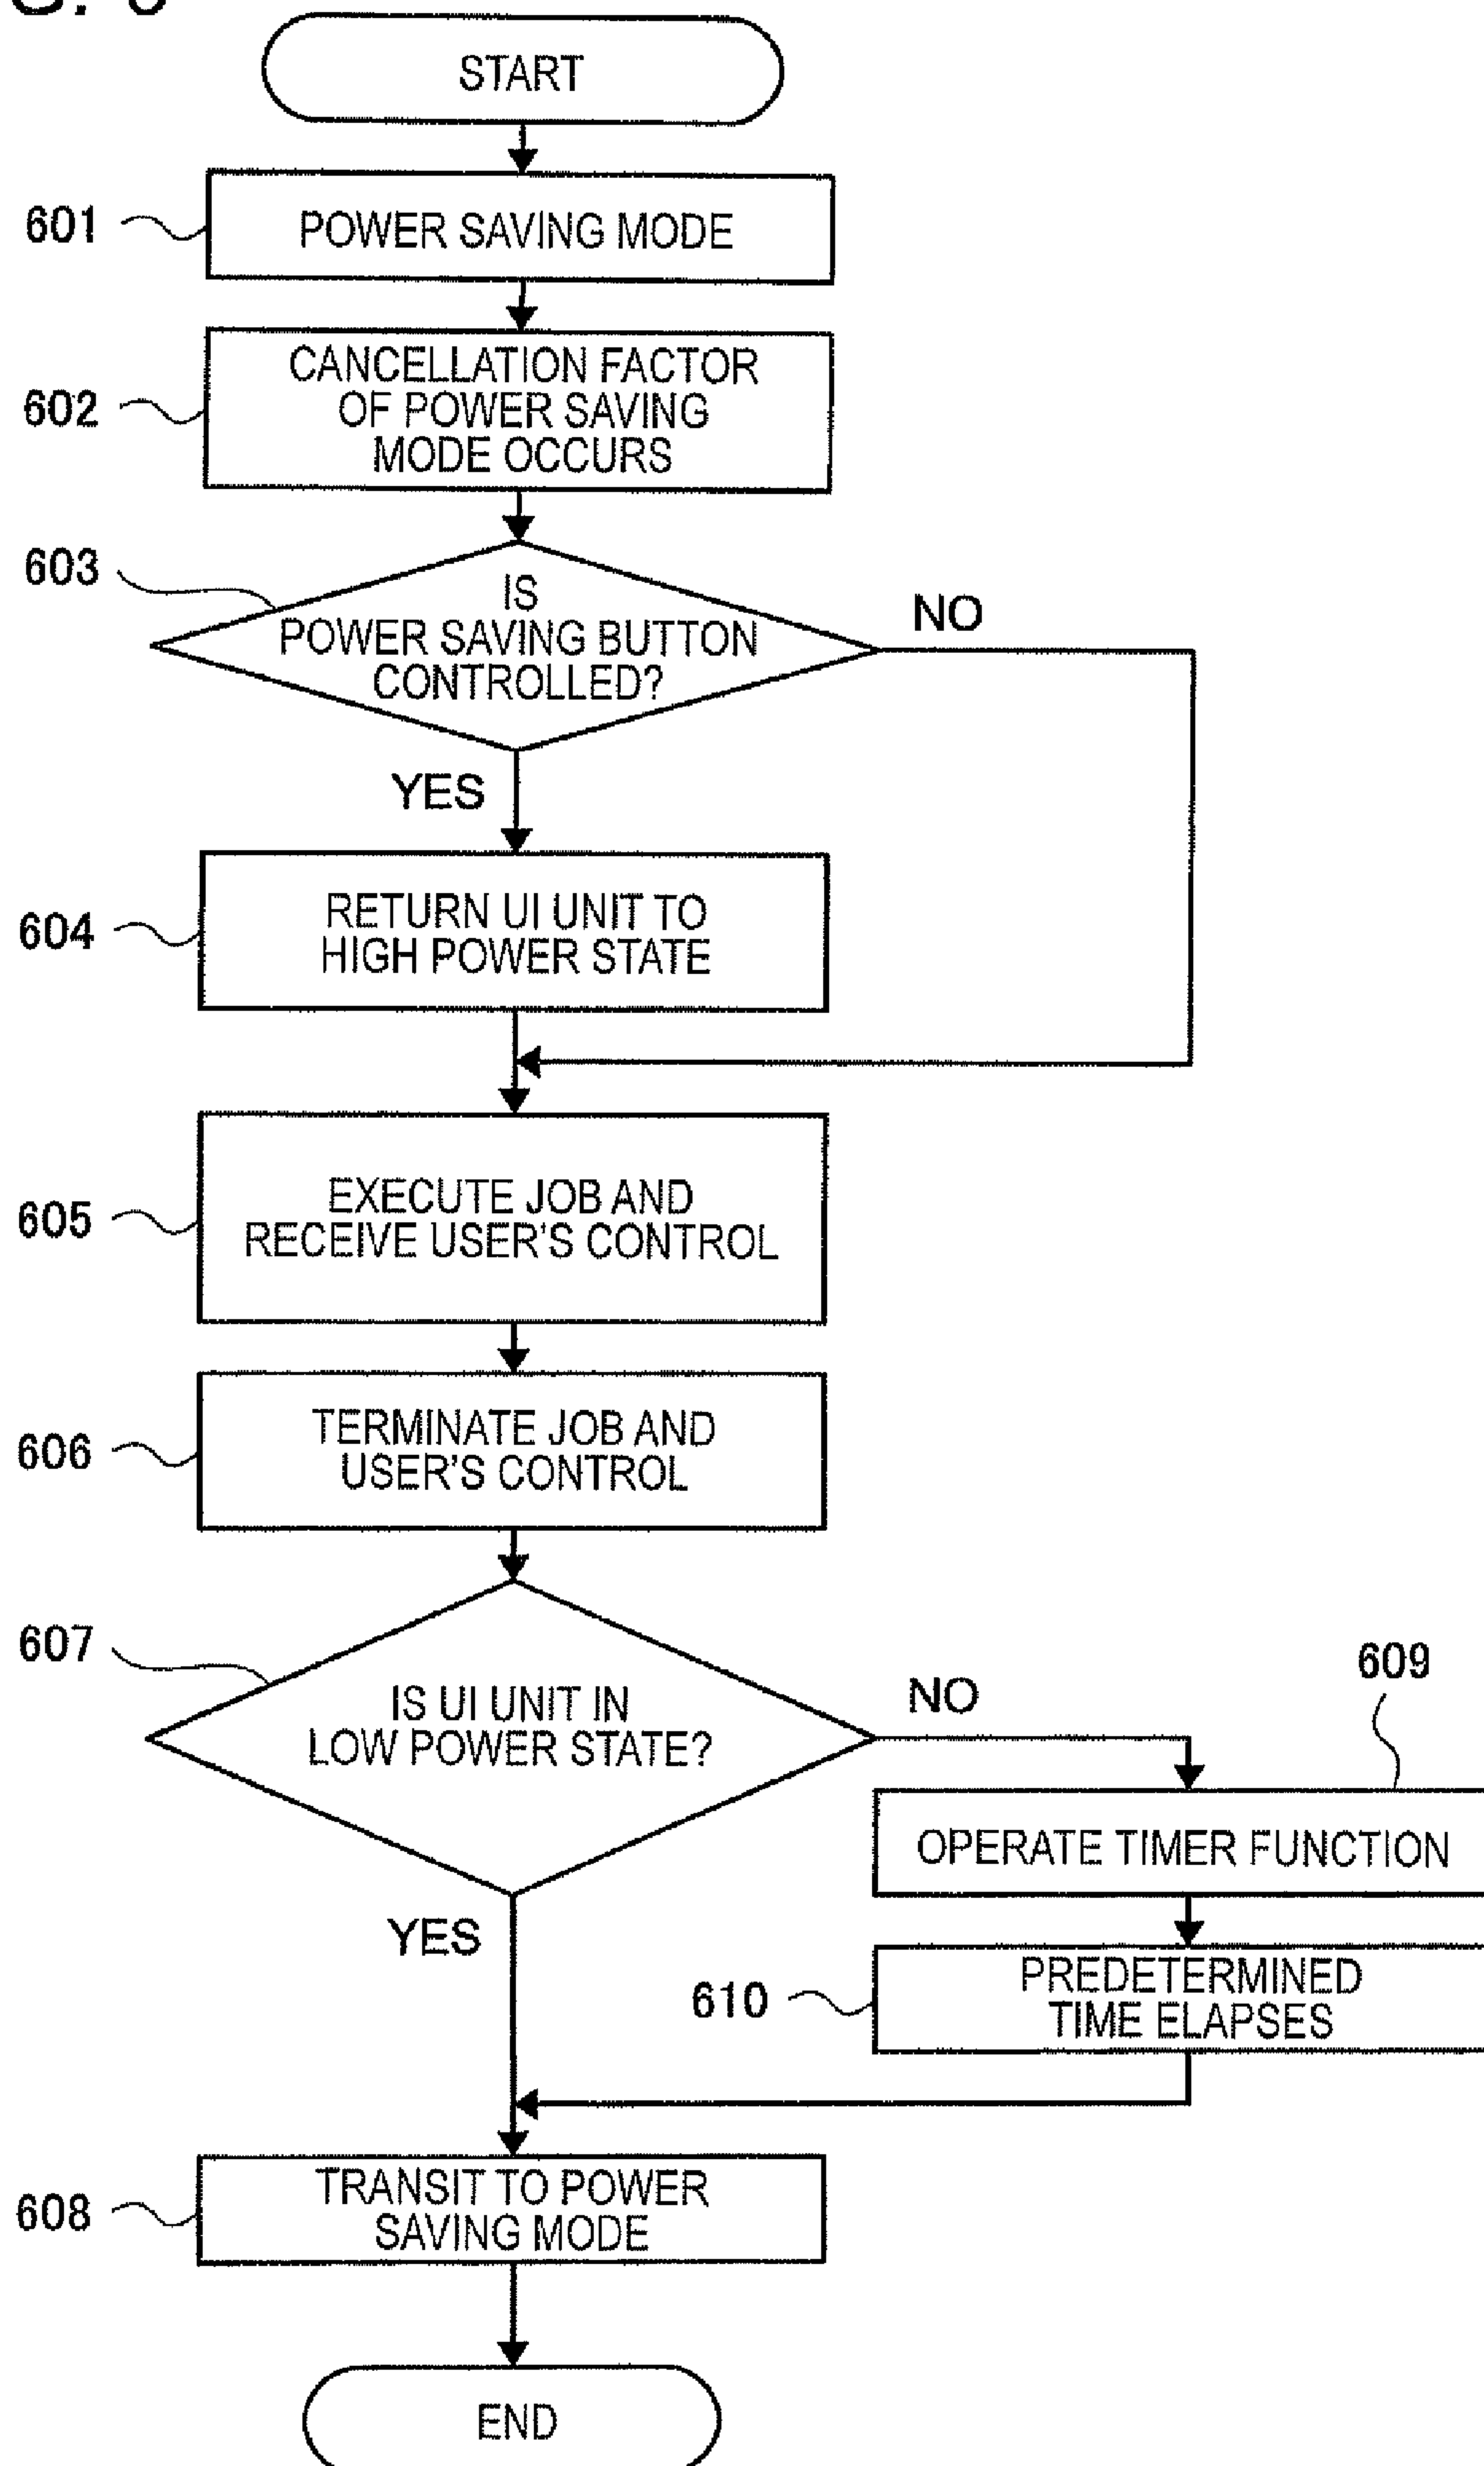 START
601
POWER SAVING MODE
602
CANCELLATION FACTOR
OF POWER SAVING
MODE OCCURS
603
IS
POWER SAVING BUTTON
CONTROLLED?
NO
YES
604
RETURN UI UNIT TO
HIGH POWER STATE
605
EXECUTE JOB AND
RECEIVE USER'S CONTROL
606
TERMINATE JOB AND
USER'S CONTROL
607
IS UI UNIT IN
LOW POWER STATE?
NO
609
OPERATE TIMER FUNCTION
YES
610
PREDETERMINED
TIME ELAPSES
608
TRANSIT TO POWER
SAVING MODE
END